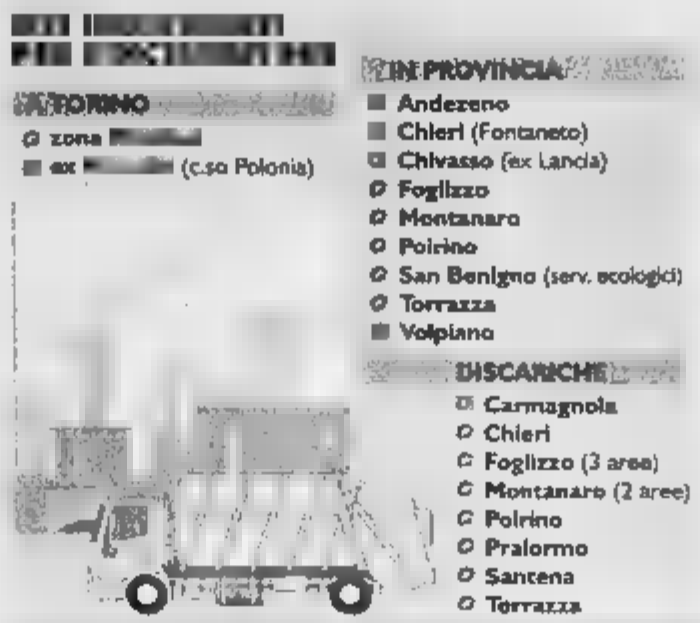 A TORINO
zona
ex (c.so Polonia)
IN PROVINCIA
Andezeno
Chieri (Fontaneto)
Chivasso (ex Lancia)
Foglizzo
Montanaro
Poirino
San Benigno (serv. ecologici)
Torrazza
Volpiano
DISCARICHE
Carmagnola
Chieri
Foglizzo (3 aree)
Montanaro (2 aree)
Poirino
Pralormo
Santena
Torrazza